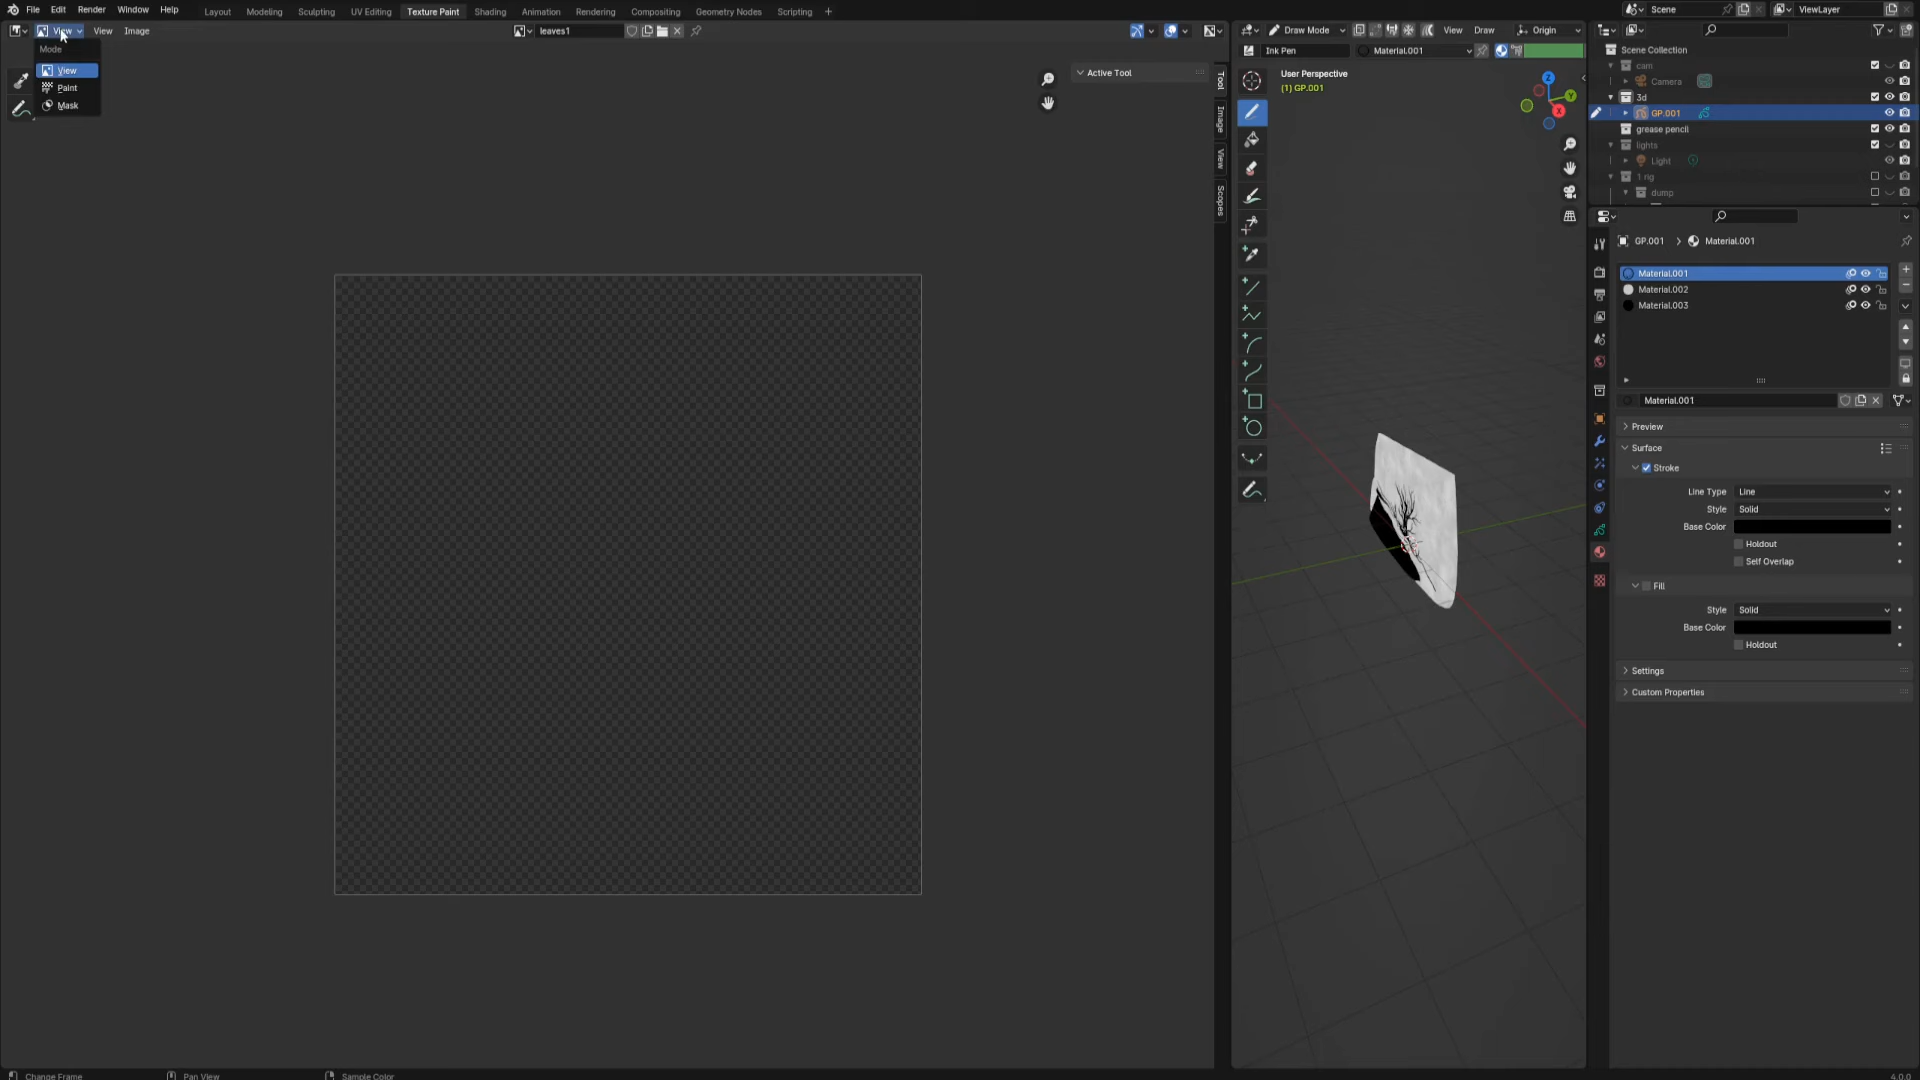 File Edit Render Window Help Layout Modeling Sculpting UV Editing Texture Paint Shading Animation Rendering Compositing Geometry Nodes Scripting + Scene ViewLayer
View View Image leaves1 Draw Mode View Draw Origin
Mode
View
Paint
Mask
Active Tool
Tool
Image
View
Scopes
Ink Pen Material.001
User Perspective
(1) GP.001
Z
Y
X
Scene Collection
cam
Camera
3d
GP.001
grease pencil
lights
Light
1 rig
dump
GP.001 > Material.001
Material.001
Material.002
Material.003
Material.001
Preview
Surface
Stroke
Line Type Line
Style Solid
Base Color
Holdout
Self Overlap
Fill
Style Solid
Base Color
Holdout
Settings
Custom Properties
Change Frame Pan View Sample Color 4.0.0